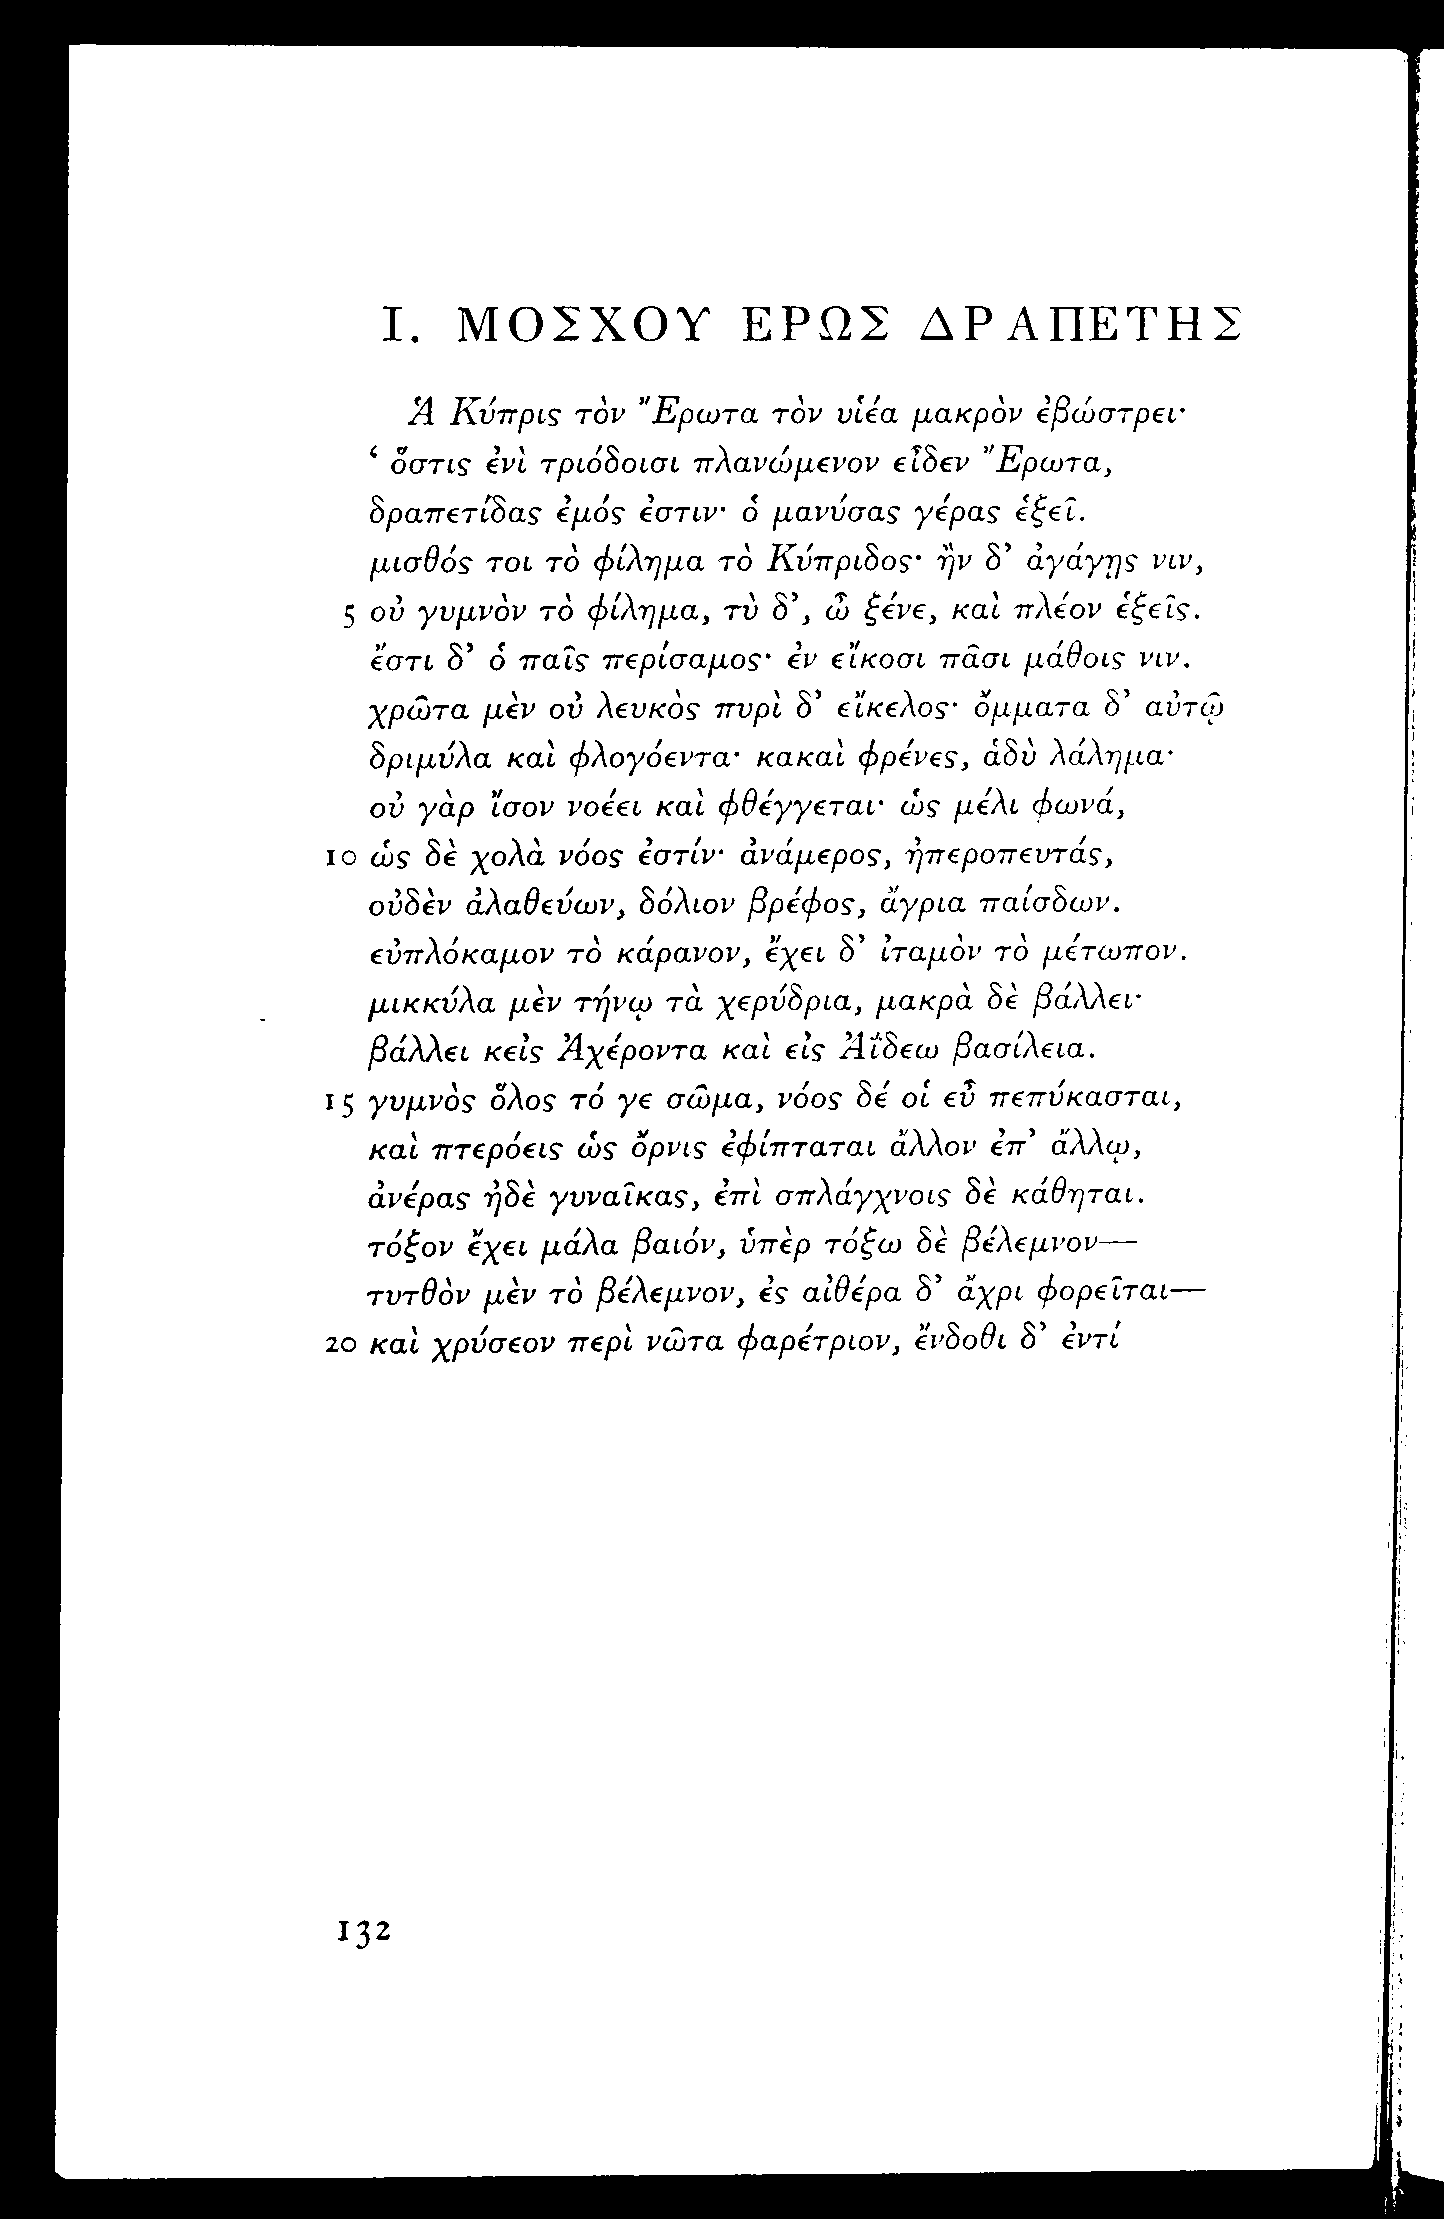 I. ΜΟΣΧΟΥ ΕΡΩΣ ΔΡΑΠΕΤΗΣ
Ἁ Κύπρις τὸν Ἔρωτα τὸν υἱέα μακρὸν ἐβώστρει·
‘ ὅστις ἐνὶ τριόδοισι πλανώμενον εἶδεν Ἔρωτα,
δραπετίδας ἐμός ἐστιν· ὁ μανύσας γέρας ἑξεῖ.
μισθός τοι τὸ φίλημα τὸ Κύπριδος· ἢν δ’ ἀγάγῃς νιν,
5 οὐ γυμνὸν τὸ φίλημα, τὺ δ’, ὦ ξένε, καὶ πλέον ἑξεῖς.
ἔστι δ’ ὁ παῖς περίσαμος· ἐν εἴκοσι πᾶσι μάθοις νιν.
χρῶτα μὲν οὐ λευκὸς πυρὶ δ’ εἴκελος· ὄμματα δ’ αὐτῷ
δριμύλα καὶ φλογόεντα· κακαὶ φρένες, ἁδὺ λάλημα·
οὐ γὰρ ἴσον νοέει καὶ φθέγγεται· ὡς μέλι φωνά,
10 ὡς δὲ χολὰ νόος ἐστίν· ἀνάμερος, ἠπεροπευτάς,
οὐδὲν ἀλαθεύων, δόλιον βρέφος, ἄγρια παίσδων.
εὐπλόκαμον τὸ κάρανον, ἔχει δ’ ἰταμὸν τὸ μέτωπον.
μικκύλα μὲν τήνῳ τὰ χερύδρια, μακρὰ δὲ βάλλει·
βάλλει κεἰς Ἀχέροντα καὶ εἰς Ἀΐδεω βασίλεια.
15 γυμνὸς ὅλος τό γε σῶμα, νόος δέ οἱ εὖ πεπύκασται,
καὶ πτερόεις ὡς ὄρνις ἐφίπταται ἄλλον ἐπ’ ἄλλῳ,
ἀνέρας ἠδὲ γυναῖκας, ἐπὶ σπλάγχνοις δὲ κάθηται.
τόξον ἔχει μάλα βαιόν, ὑπὲρ τόξω δὲ βέλεμνον—
τυτθὸν μὲν τὸ βέλεμνον, ἐς αἰθέρα δ’ ἄχρι φορεῖται—
20 καὶ χρύσεον περὶ νῶτα φαρέτριον, ἔνδοθι δ’ ἐντί
132